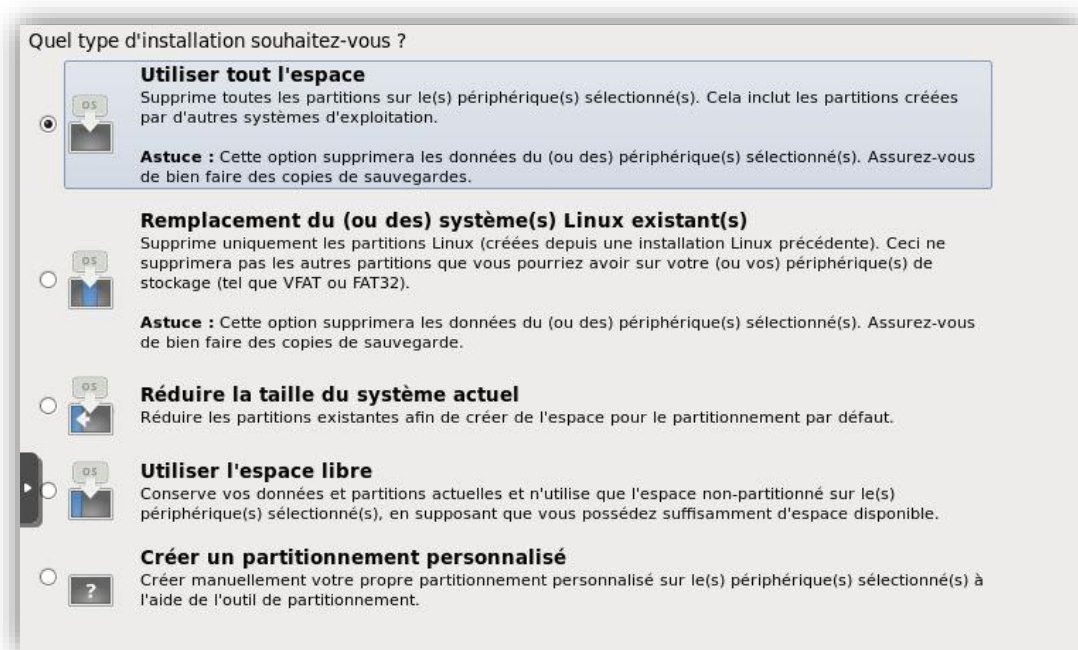 Quel type d'installation souhaitez-vous ?
Utiliser tout l'espace
Supprime toutes les partitions sur le(s) périphérique(s) sélectionné(s). Cela inclut les partitions créées
par d'autres systèmes d'exploitation.
Astuce : Cette option supprimera les données du (ou des) périphérique(s) sélectionné(s). Assurez-vous
de bien faire des copies de sauvegardes.
OS
Remplacement du (ou des) système(s) Linux existant(s)
Supprime uniquement les partitions Linux (créées depuis une installation Linux précédente). Ceci ne
supprimera pas les autres partitions que vous pourriez avoir sur votre (ou vos) périphérique(s) de
stockage (tel que VFAT ou FAT32).
Astuce : Cette option supprimera les données du (ou des) périphérique(s) sélectionné(s). Assurez-vous
de bien faire des copies de sauvegarde.
OS
Réduire la taille du système actuel
Réduire les partitions existantes afin de créer de l'espace pour le partitionnement par défaut.
OS
Utiliser l'espace libre
Conserve vos données et partitions actuelles et n'utilise que l'espace non-partitionné sur le(s)
périphérique(s) sélectionné(s), en supposant que vous possédez suffisamment d'espace disponible.
OS
Créer un partitionnement personnalisé
Créer manuellement votre propre partitionnement personnalisé sur le(s) périphérique(s) sélectionné(s) à
l'aide de l'outil de partitionnement.
?